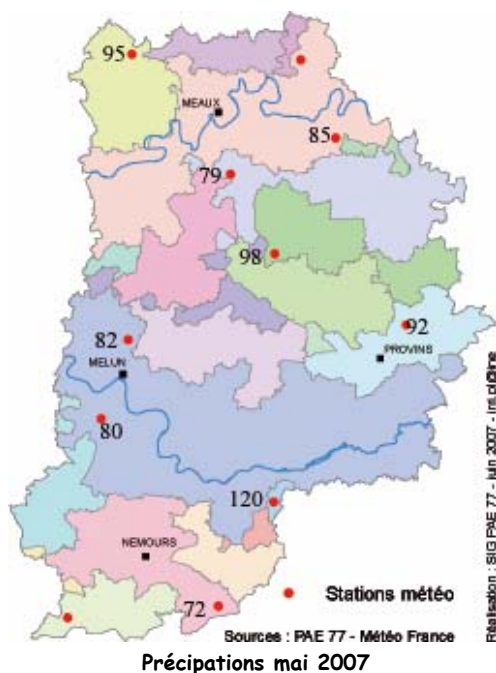 95
MEAUX
85
79
98
92
82
PROVINS
MELUN
80
120
NEMOURS
72
Stations météo
Sources : PAE 77 - Météo France
Réalisation : SIG PAE 77 - juin 2007 -
Précipations mai 2007